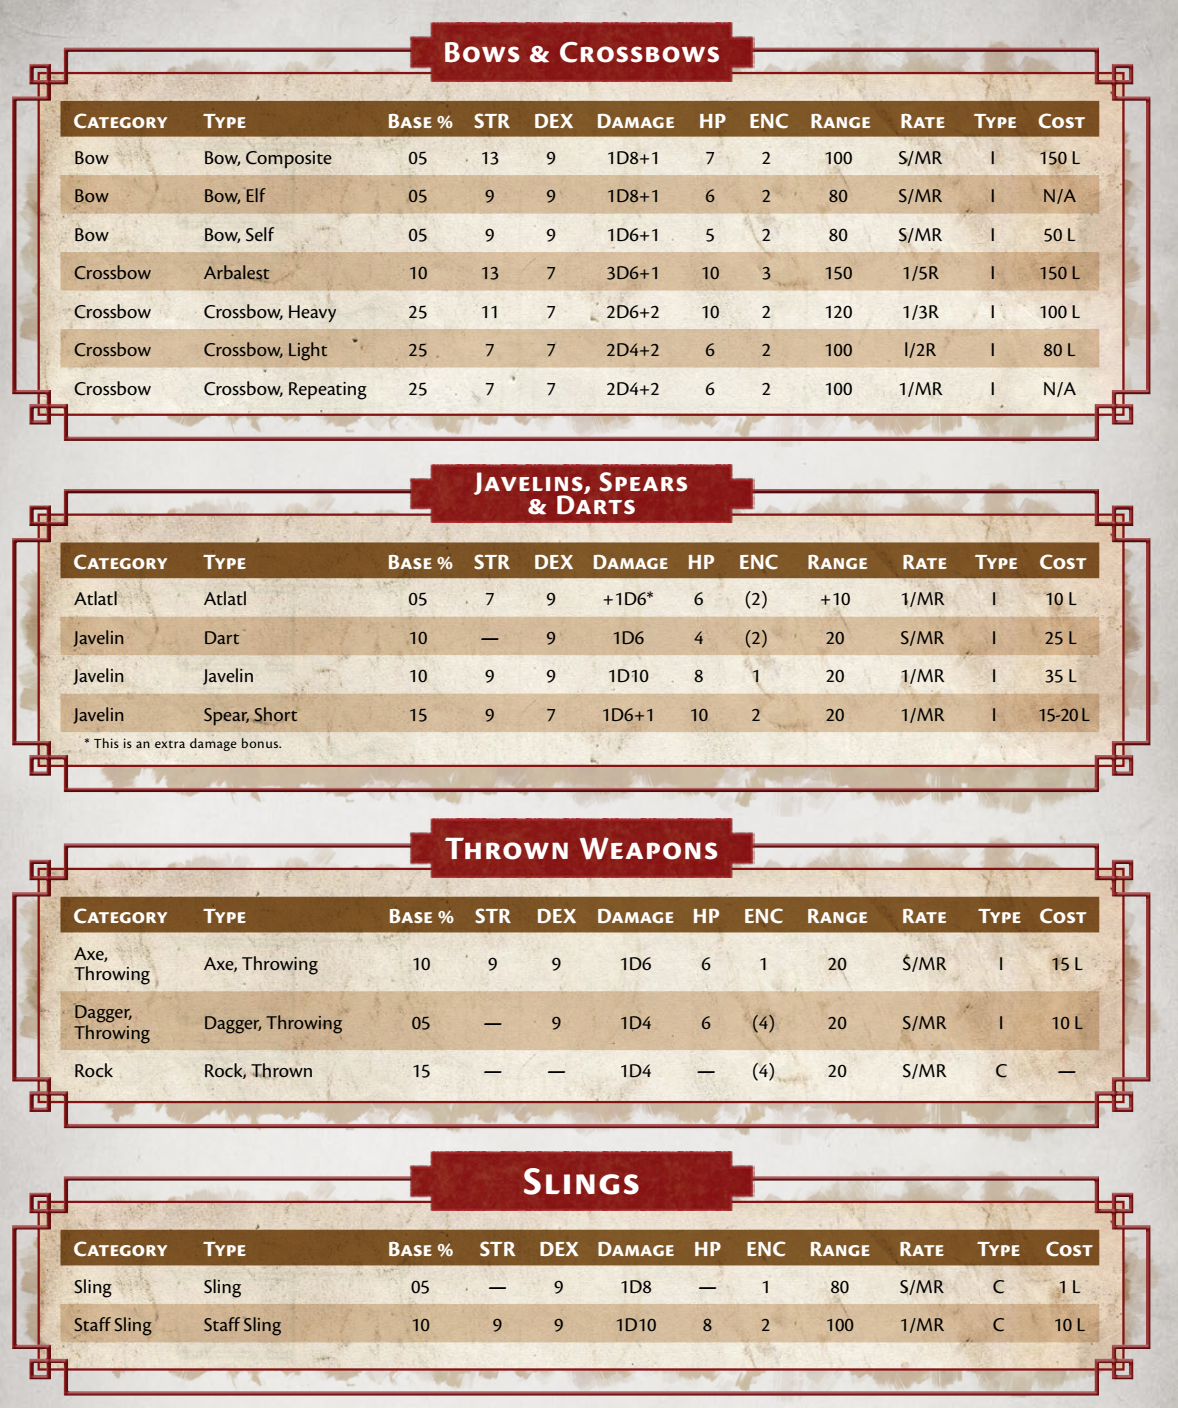 Bows & Crossbows
Category Type Base % STR DEX Damage HP ENC Range Rate Type Cost
Bow Bow, Composite 05 13 9 1D8+1 7 2 100 S/MR I 150 L
Bow Bow, Elf 05 9 9 1D8+1 6 2 80 S/MR I N/A
Bow Bow, Self 05 9 9 1D6+1 5 2 80 S/MR I 50 L
Crossbow Arbalest 10 13 7 3D6+1 10 3 150 1/5R I 150 L
Crossbow Crossbow, Heavy 25 11 7 2D6+2 10 2 120 1/3R I 100 L
Crossbow Crossbow, Light 25 7 7 2D4+2 6 2 100 l/2R I 80 L
Crossbow Crossbow, Repeating 25 7 7 2D4+2 6 2 100 1/MR I N/A
Javelins, Spears
& Darts
Category Type Base % STR DEX Damage HP ENC Range Rate Type Cost
Atlatl Atlatl 05 7 9 +1D6* 6 (2) +10 1/MR I 10 L
Javelin Dart 10 — 9 1D6 4 (2) 20 S/MR I 25 L
Javelin Javelin 10 9 9 1D10 8 1 20 1/MR I 35 L
Javelin Spear, Short 15 9 7 1D6+1 10 2 20 1/MR I 15-20 L
* This is an extra damage bonus.
Thrown Weapons
Category Type Base % STR DEX Damage HP ENC Range Rate Type Cost
Axe,
Throwing Axe, Throwing 10 9 9 1D6 6 1 20 S/MR I 15 L
Dagger,
Throwing Dagger, Throwing 05 — 9 1D4 6 (4) 20 S/MR I 10 L
Rock Rock, Thrown 15 — — 1D4 — (4) 20 S/MR C —
Slings
Category Type Base % STR DEX Damage HP ENC Range Rate Type Cost
Sling Sling 05 — 9 1D8 — 1 80 S/MR C 1 L
Staff Sling Staff Sling 10 9 9 1D10 8 2 100 1/MR C 10 L